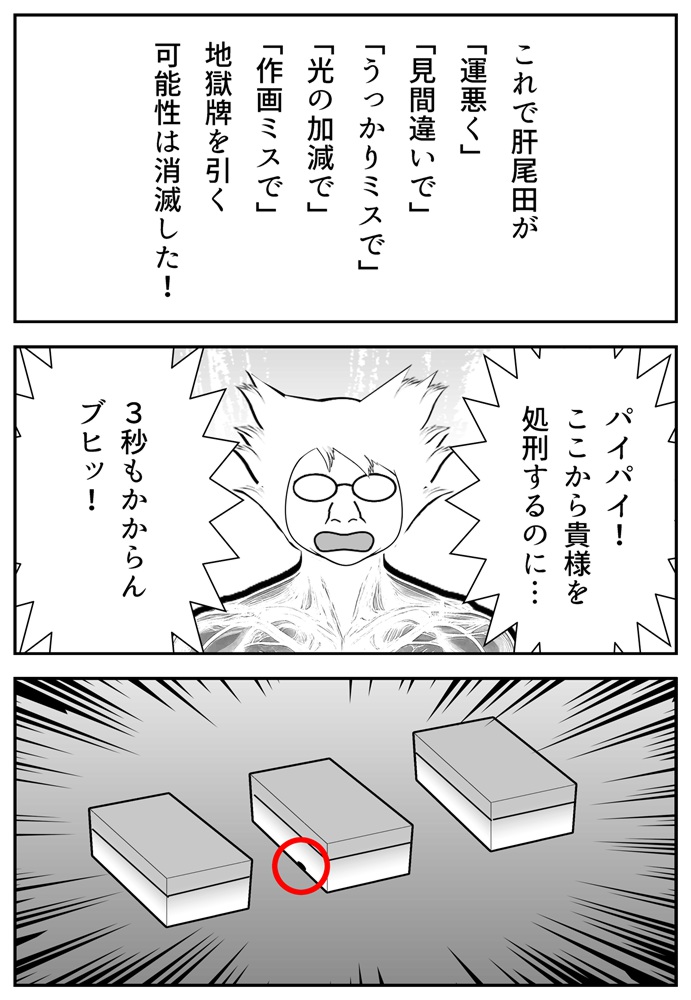 これで肝尾田が
「運悪く」
「見間違いで」
「うっかりミスで」
「光の加減で」
「作画ミスで」
地獄牌を引く
可能性は消滅した！
パイパイ！
ここから貴様を
処刑するのに…
３秒もかからん
ブヒッ！